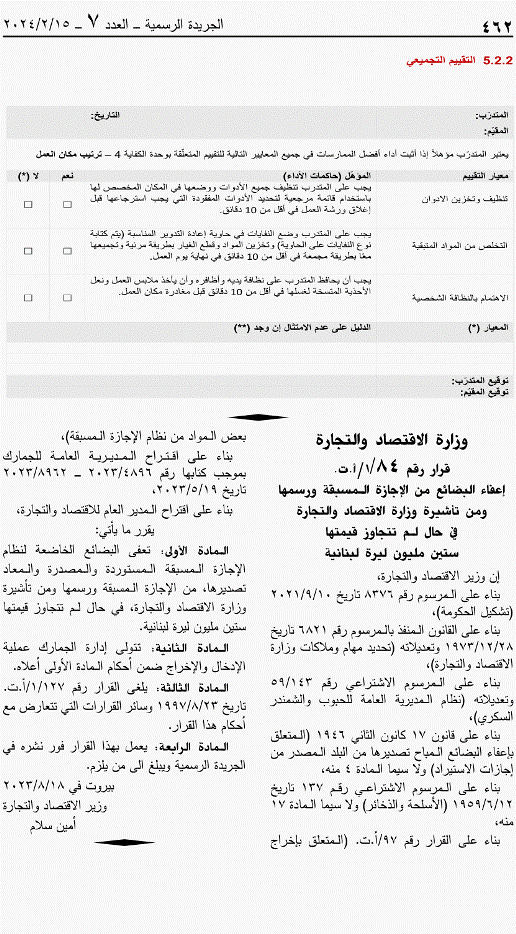 ٤٦٢
الجريدة الرسمية ــ العدد ٧ ــ ٢٠٢٤/٢/١٥
5.2.2 التقييم التجميعي
المتدرّب:
التاريخ:
المقيّم:
يعتبر المتدرّب مؤهلاً إذا أثبت أداء أفضل الممارسات في جميع المعايير التالية للتقييم المتعلّقة بوحدة الكفاية 4 – ترتيب مكان العمل
معيار التقييم
المؤهّل (حاكمات الأداء)
نعم
لا (*)
تنظيف وتخزين الادوان
يجب على المتدرب تنظيف جميع الأدوات ووضعها في المكان المخصص لها
باستخدام قائمة مرجعية لتحديد الأدوات المفقودة التي يجب استرجاعها قبل
إغلاق ورشة العمل في أقل من 10 دقائق.
التخلص من المواد المتبقية
يجب على المتدرب وضع النفايات في حاوية إعادة التدوير المناسبة (يتم كتابة
نوع النفايات على الحاوية) وتخزين المواد وقطع الغيار بطريقة مرئية وتجميعها
معًا بطريقة مجمعة في أقل من 10 دقائق في نهاية يوم العمل.
الاهتمام بالنظافة الشخصية
يجب أن يحافظ المتدرب على نظافة يديه وأظافره وأن يأخذ ملابس العمل ونعل
الأحذية المتسخة لغسلها في أقل من 10 دقائق قبل مغادرة مكان العمل.
المعيار (*)
الدليل على عدم الامتثال إن وجد (**)
توقيع المتدرّب:
توقيع المقيّم:
وزارة الاقتصاد والتجارة
قرار رقم ١/٨٤/أ.ت.
إعفاء البضائع من الإجازة المسبقة ورسمها
ومن تأشيرة وزارة الاقتصاد والتجارة
في حال لم تتجاوز قيمتها
ستين مليون ليرة لبنانية
إن وزير الاقتصاد والتجارة،
بناء على المرسوم رقم ٨٣٧٦ تاريخ ٢٠٢١/٩/١٠
(تشكيل الحكومة)،
بناء على القانون المنفذ بالمرسوم رقم ٦٨٢١ تاريخ
١٩٧٣/١٢/٢٨ وتعديلاته (تحديد مهام وملاكات وزارة
الاقتصاد والتجارة)،
بناء على المرسوم الاشتراعي رقم ٥٩/١٤٣
وتعديلاته (نظام المديرية العامة للحبوب والشمندر
السكري)،
بناء على قانون ١٧ كانون الثاني ١٩٤٦ (المتعلق
بإعفاء البضائع المباح تصديرها من البلد المصدر من
إجازات الاستيراد) ولا سيما المادة ٤ منه،
بناء على المرسوم الاشتراعي رقم ١٣٧ تاريخ
١٩٥٩/٦/١٢ (الأسلحة والذخائر) ولا سيما المادة ١٧
منه،
بناء على القرار رقم ٩٧/أ.ت. (المتعلق بإخراج
بعض المواد من نظام الإجازة المسبقة)،
بناء على اقتراح المديرية العامة للجمارك
بموجب كتابها رقم ٢٠٢٣/٤٨٩٦ ــ ٢٠٢٣/٨٩٦٢
تاريخ ٢٠٢٣/٥/١٩،
بناء على اقتراح المدير العام للاقتصاد والتجارة،
يقرر ما يأتي:
المادة الأولى: تعفى البضائع الخاضعة لنظام
الإجازة المسبقة المستوردة والمصدرة والمعاد
تصديرها، من الإجازة المسبقة ورسمها ومن تأشيرة
وزارة الاقتصاد والتجارة، في حال لم تتجاوز قيمتها
ستين مليون ليرة لبنانية.
المادة الثانية: تتولى إدارة الجمارك عملية
الإدخال والإخراج ضمن أحكام المادة الأولى أعلاه.
المادة الثالثة: يلغى القرار رقم ١/١٢٧/أ.ت.
تاريخ ١٩٩٧/٨/٢٣ وسائر القرارات التي تتعارض مع
أحكام هذا القرار.
المادة الرابعة: يعمل بهذا القرار فور نشره في
الجريدة الرسمية ويبلغ الى من يلزم.
بيروت في ٢٠٢٣/٨/١٨
وزير الاقتصاد والتجارة
أمين سلام